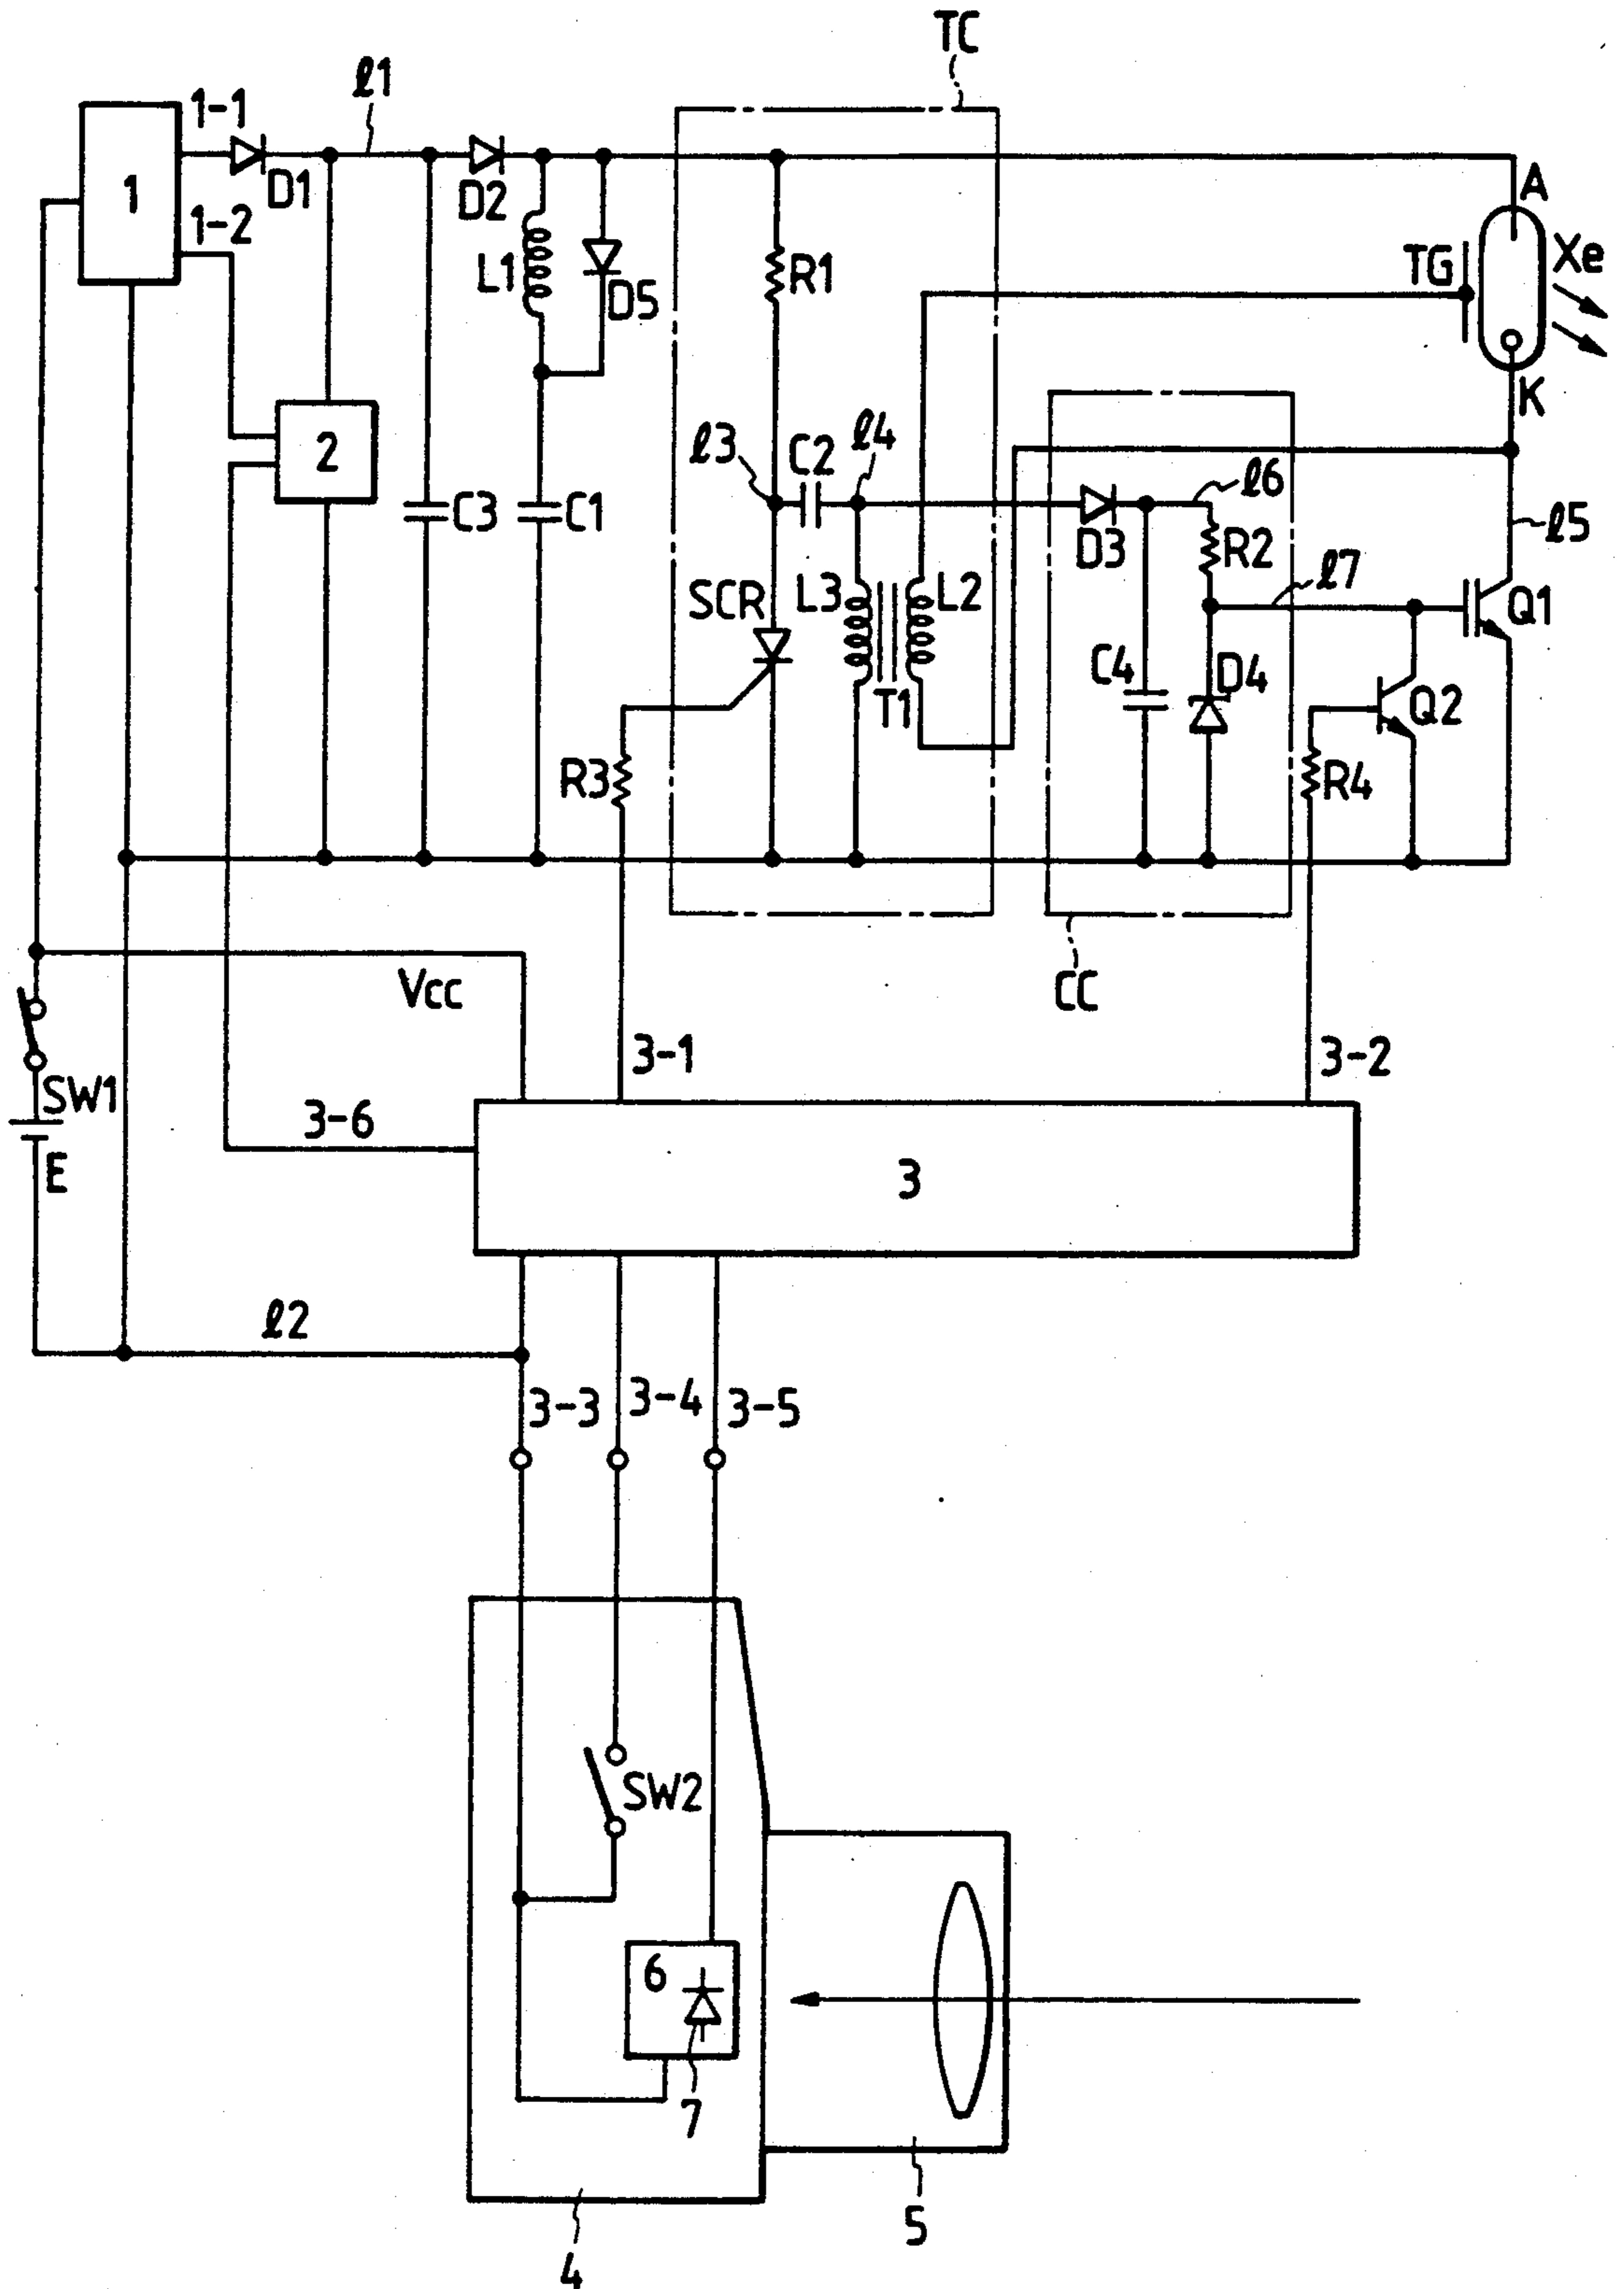 TC
ℓ1
1-1
D1
D2
1
1-2
A
Xe
TG
L1
D5
R1
K
2
ℓ3
C2
ℓ4
ℓ6
C3
C1
D3
R2
ℓ5
ℓ7
SCR
L3
L2
Q1
C4
D4
T1
Q2
R3
R4
Vcc
CC
3-1
3-2
SW1
3-6
E
3
ℓ2
3-3
3-4
3-5
SW2
6
7
5
4